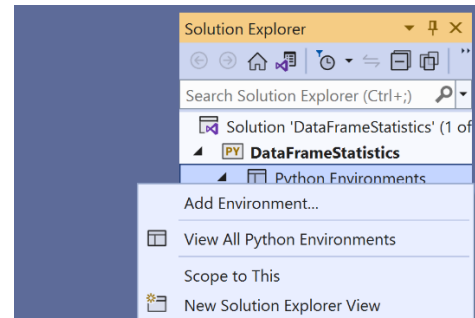 Solution Explorer
Search Solution Explorer (Ctrl+;)
Solution 'DataFrameStatistics' (1 of
PY DataFrameStatistics
Python Environments
Add Environment...
View All Python Environments
Scope to This
New Solution Explorer View